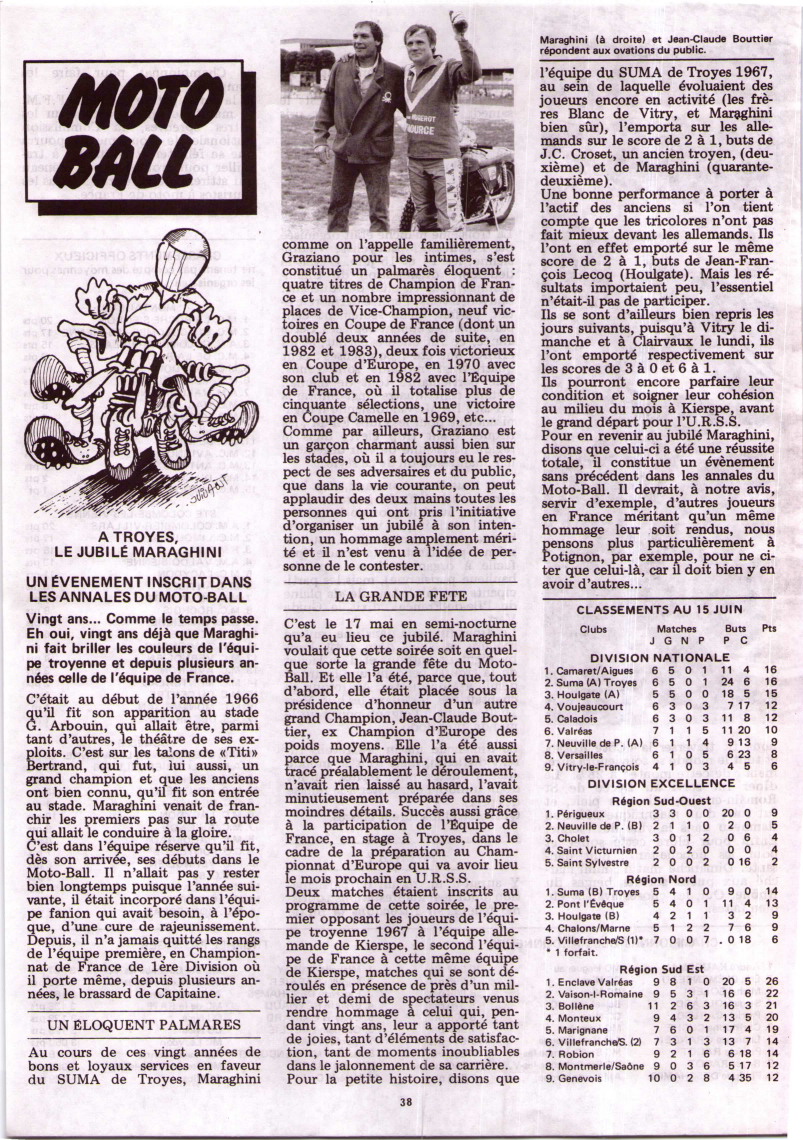 MOTO
BALL
JUDABUT
A TROYES,
LE JUBILÉ MARAGHINI
UN ÉVENEMENT INSCRIT DANS
LES ANNALES DU MOTO-BALL
Vingt ans... Comme le temps passe.
Eh oui, vingt ans déjà que Maraghi-
ni fait briller les couleurs de l'équi-
pe troyenne et depuis plusieurs an-
nées celle de l'équipe de France.
C'était au début de l'année 1966
qu'il fit son apparition au stade
G. Arbouin, qui allait être, parmi
tant d'autres, le théâtre de ses ex-
ploits. C'est sur les talons de «Titi»
Bertrand, qui fut, lui aussi, un
grand champion et que les anciens
ont bien connu, qu'il fit son entrée
au stade. Maraghini venait de fran-
chir les premiers pas sur la route
qui allait le conduire à la gloire.
C'est dans l'équipe réserve qu'il fit,
dès son arrivée, ses débuts dans le
Moto-Ball. Il n'allait pas y rester
bien longtemps puisque l'année sui-
vante, il était incorporé dans l'équi-
pe fanion qui avait besoin, à l'épo-
que, d'une cure de rajeunissement.
Depuis, il n'a jamais quitté les rangs
de l'équipe première, en Champion-
nat de France de 1ère Division où
il porte même, depuis plusieurs an-
nées, le brassard de Capitaine.
UN ÉLOQUENT PALMARES
Au cours de ces vingt années de
bons et loyaux services en faveur
du SUMA de Troyes, Maraghini
comme on l'appelle familièrement,
Graziano pour les intimes, s'est
constitué un palmarès éloquent :
quatre titres de Champion de Fran-
ce et un nombre impressionnant de
places de Vice-Champion, neuf vic-
toires en Coupe de France (dont un
doublé deux années de suite, en
1982 et 1983), deux fois victorieux
en Coupe d'Europe, en 1970 avec
son club et en 1982 avec l'Equipe
de France, où il totalise plus de
cinquante sélections, une victoire
en Coupe Camelle en 1969, etc...
Comme par ailleurs, Graziano est
un garçon charmant aussi bien sur
les stades, où il a toujours eu le res-
pect de ses adversaires et du public,
que dans la vie courante, on peut
applaudir des deux mains toutes les
personnes qui ont pris l'initiative
d'organiser un jubilé à son inten-
tion, un hommage amplement méri-
té et il n'est venu à l'idée de per-
sonne de le contester.
LA GRANDE FETE
C'est le 17 mai en semi-nocturne
qu'a eu lieu ce jubilé. Maraghini
voulait que cette soirée soit en quel-
que sorte la grande fête du Moto-
Ball. Et elle l'a été, parce que, tout
d'abord, elle était placée sous la
présidence d'honneur d'un autre
grand Champion, Jean-Claude Bout-
tier, ex Champion d'Europe des
poids moyens. Elle l'a été aussi
parce que Maraghini, qui en avait
tracé préalablement le déroulement,
n'avait rien laissé au hasard, l'avait
minutieusement préparée dans ses
moindres détails. Succès aussi grâce
à la participation de l'Équipe de
France, en stage à Troyes, dans le
cadre de la préparation au Cham-
pionnat d'Europe qui va avoir lieu
le mois prochain en U.R.S.S.
Deux matches étaient inscrits au
programme de cette soirée, le pre-
mier opposant les joueurs de l'équi-
pe troyenne 1967 à l'équipe alle-
mande de Kierspe, le second l'équi-
pe de France à cette même équipe
de Kierspe, matches qui se sont dé-
roulés en présence de près d'un mil-
lier et demi de spectateurs venus
rendre hommage à celui qui, pen-
dant vingt ans, leur a apporté tant
de joies, tant d'éléments de satisfac-
tion, tant de moments inoubliables
dans le jalonnement de sa carrière.
Pour la petite histoire, disons que
Maraghini (à droite) et Jean-Claude Bouttier
répondent aux ovations du public.
l'équipe du SUMA de Troyes 1967,
au sein de laquelle évoluaient des
joueurs encore en activité (les frè-
res Blanc de Vitry, et Maraghini
bien sûr), l'emporta sur les alle-
mands sur le score de 2 à 1, buts de
J.C. Croset, un ancien troyen, (deu-
xième) et de Maraghini (quarante-
deuxième).
Une bonne performance à porter à
l'actif des anciens si l'on tient
compte que les tricolores n'ont pas
fait mieux devant les allemands. Ils
l'ont en effet emporté sur le même
score de 2 à 1, buts de Jean-Fran-
çois Lecoq (Houlgate). Mais les ré-
sultats importaient peu, l'essentiel
n'était-il pas de participer.
Ils se sont d'ailleurs bien repris les
jours suivants, puisqu'à Vitry le di-
manche et à Clairvaux le lundi, ils
l'ont emporté respectivement sur
les scores de 3 à 0 et 6 à 1.
Ils pourront encore parfaire leur
condition et soigner leur cohésion
au milieu du mois à Kierspe, avant
le grand départ pour l'U.R.S.S.
Pour en revenir au jubilé Maraghini,
disons que celui-ci a été une réussite
totale, il constitue un évènement
sans précédent dans les annales du
Moto-Ball. Il devrait, à notre avis,
servir d'exemple, d'autres joueurs
en France méritant qu'un même
hommage leur soit rendus, nous
pensons plus particulièrement à
Potignon, par exemple, pour ne ci-
ter que celui-là, car il doit bien y en
avoir d'autres...
CLASSEMENTS AU 15 JUIN
Clubs Matches Buts Pts
J G N P P C
DIVISION NATIONALE
1. Camaret/Aigues 6 5 0 1 11 4 16
2. Suma (A) Troyes 6 5 0 1 24 6 16
3. Houlgate (A) 5 5 0 0 18 5 15
4. Voujeaucourt 6 3 0 3 7 17 12
5. Caladois 6 3 0 3 11 8 12
6. Valréas 7 1 1 5 11 20 10
7. Neuville de P. (A) 6 1 1 4 9 13 9
8. Versailles 6 1 0 5 6 23 8
9. Vitry-le-François 4 1 0 3 4 5 6
DIVISION EXCELLENCE
Région Sud-Ouest
1. Périgueux 3 3 0 0 20 0 9
2. Neuville de P. (B) 2 1 1 0 2 0 5
3. Cholet 3 0 1 2 0 6 4
4. Saint Victurnien 2 0 2 0 0 0 4
5. Saint Sylvestre 2 0 0 2 0 16 2
Région Nord
1. Suma (B) Troyes 5 4 1 0 9 0 14
2. Pont l'Évêque 5 4 0 1 11 4 13
3. Houlgate (B) 4 2 1 1 3 2 9
4. Chalons/Marne 5 1 2 2 7 6 9
5. Villefranche/S (1)* 7 0 0 7 . 0 18 6
* 1 forfait.
Région Sud Est
1. Enclave Valréas 9 8 1 0 20 5 26
2. Vaison-l-Romaine 9 5 3 1 16 6 22
3. Bollène 11 2 6 3 16 3 21
4. Monteux 9 4 3 2 13 5 20
5. Marignane 7 6 0 1 17 4 19
6. Villefranche/S. (2) 7 3 1 3 13 7 14
7. Robion 9 2 1 6 6 18 14
8. Montmerle/Saône 9 0 3 6 5 17 12
9. Genevois 10 0 2 8 4 35 12
38